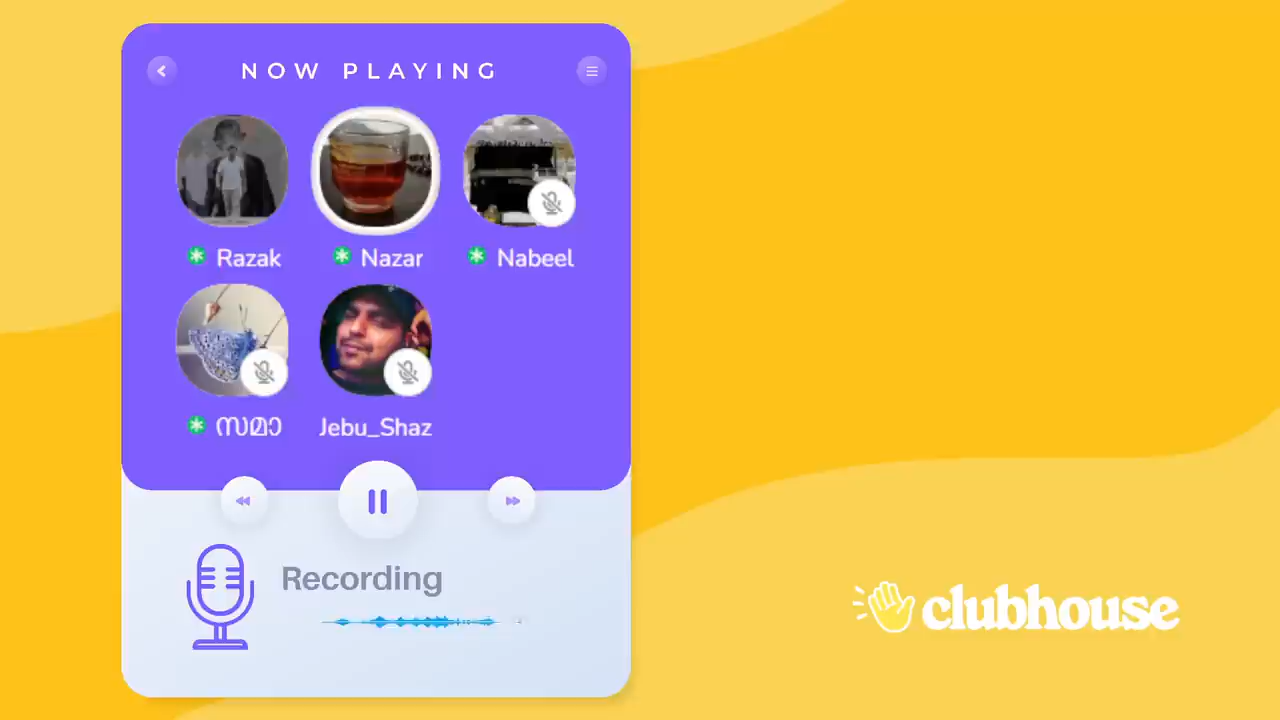 NOW PLAYING
Razak
Nazar
Nabeel
സമാ
Jebu_Shaz
Recording
clubhouse